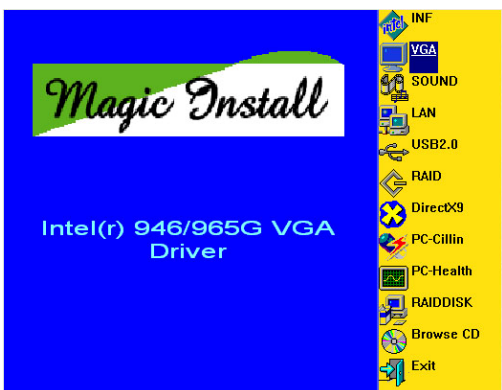 Magic Install
Intel(r) 946/965G VGA
Driver
intel INF
VGA
SOUND
LAN
USB2.0
RAID
DirectX9
PC-Cillin
PC-Health
RAIDDISK
Browse CD
Exit